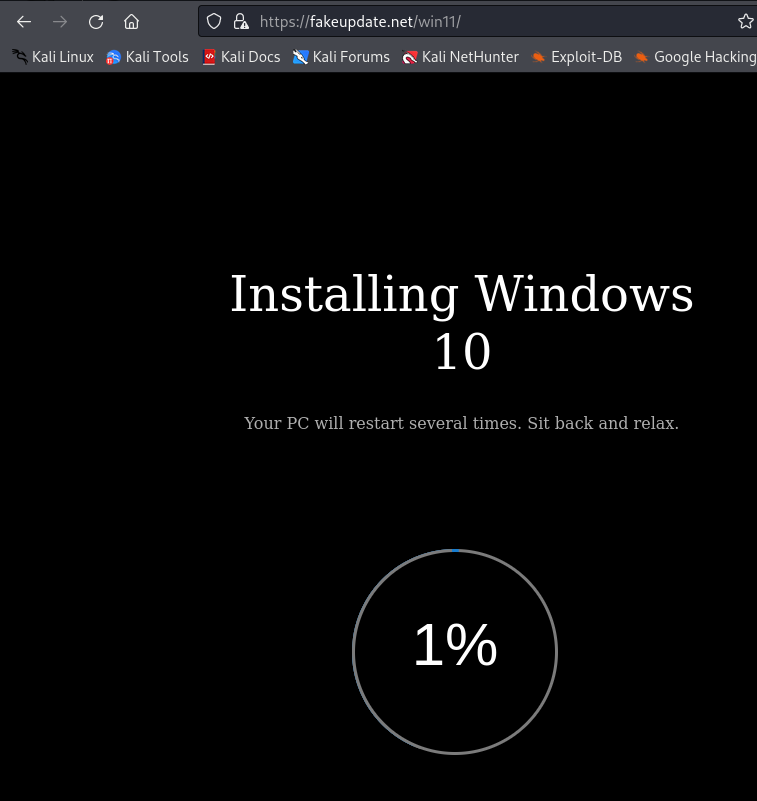 https://fakeupdate.net/win11/
Kali Linux Kali Tools Kali Docs Kali Forums Kali NetHunter Exploit-DB Google Hacking
Installing Windows
10
Your PC will restart several times. Sit back and relax.
1%